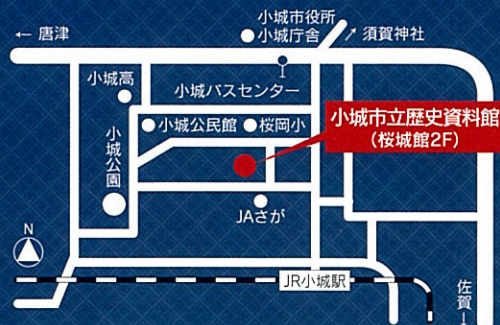 ← 唐津
小城市役所
小城庁舎
↗ 須賀神社
小城高
小城バスセンター
小城市立歴史資料館
（桜城館2F）
小城公民館
桜岡小
小城公園
JAさが
N
JR小城駅
佐賀
↓